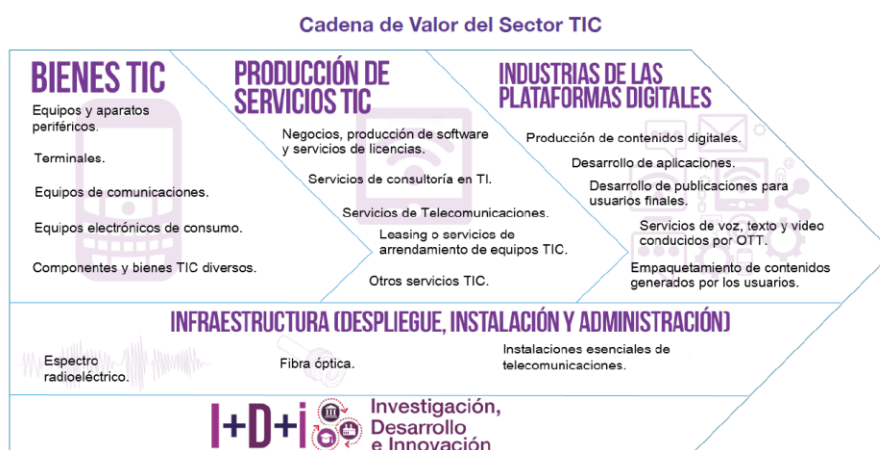 Cadena de Valor del Sector TIC
BIENES TIC
Equipos y aparatos
periféricos.
Terminales.
Equipos de comunicaciones.
Equipos electrónicos de consumo.
Componentes y bienes TIC diversos.
PRODUCCIÓN DE
SERVICIOS TIC
Negocios, producción de software
y servicios de licencias.
Servicios de consultoría en TI.
Servicios de Telecomunicaciones.
Leasing o servicios de
arrendamiento de equipos TIC.
Otros servicios TIC.
INDUSTRIAS DE LAS
PLATAFORMAS DIGITALES
Producción de contenidos digitales.
Desarrollo de aplicaciones.
Desarrollo de publicaciones para
usuarios finales.
Servicios de voz, texto y video
conducidos por OTT.
Empaquetamiento de contenidos
generados por los usuarios.
INFRAESTRUCTURA (DESPLIEGUE, INSTALACIÓN Y ADMINISTRACIÓN)
Espectro
radioeléctrico.
Fibra óptica.
Instalaciones esenciales de
telecomunicaciones.
I+D+i
Investigación,
Desarrollo
e Innovación